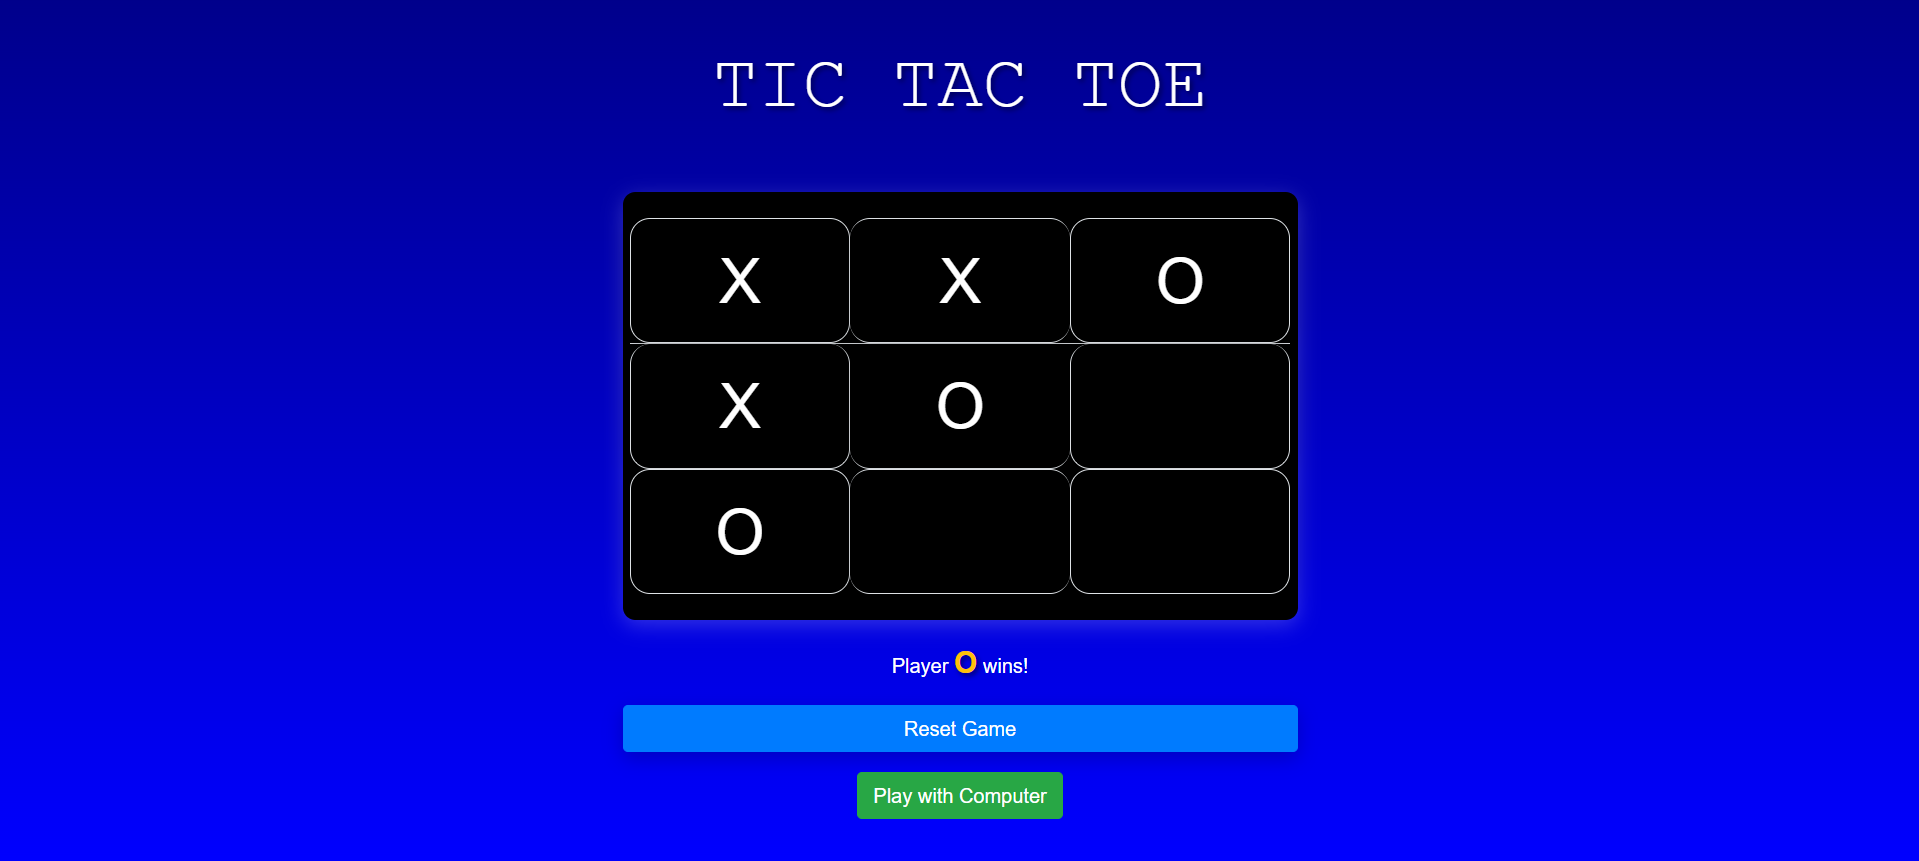 TIC TAC TOE
X X O
X O
O
Player O wins!
Reset Game
Play with Computer